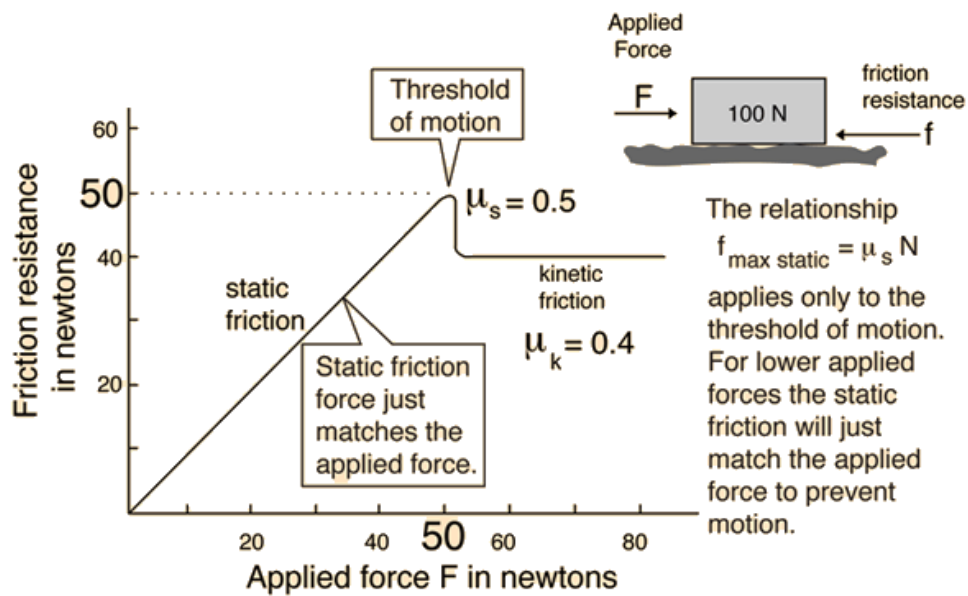 Applied
Force
F
100 N
friction
resistance
f
Threshold
of motion
Friction resistance
in newtons
60
50
40
20
μs = 0.5
static
friction
kinetic
friction
μk = 0.4
Static friction
force just
matches the
applied force.
20
40
50
60
80
Applied force F in newtons
The relationship
f max static = μs N
applies only to the
threshold of motion.
For lower applied
forces the static
friction will just
match the applied
force to prevent
motion.